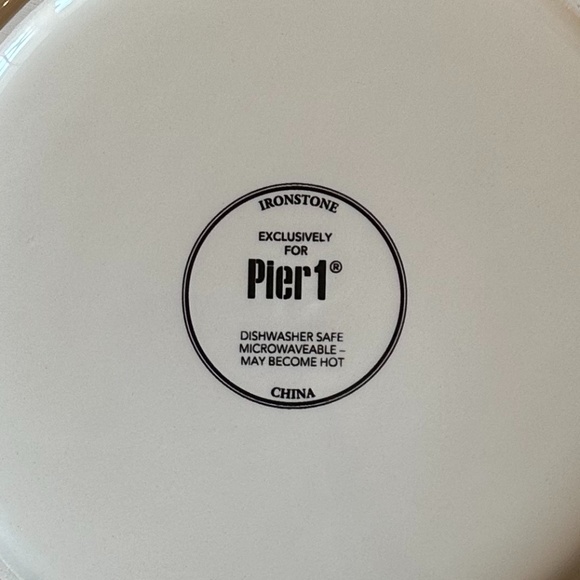 IRONSTONE
EXCLUSIVELY
FOR
Pier1®
DISHWASHER SAFE
MICROWAVEABLE –
MAY BECOME HOT
CHINA